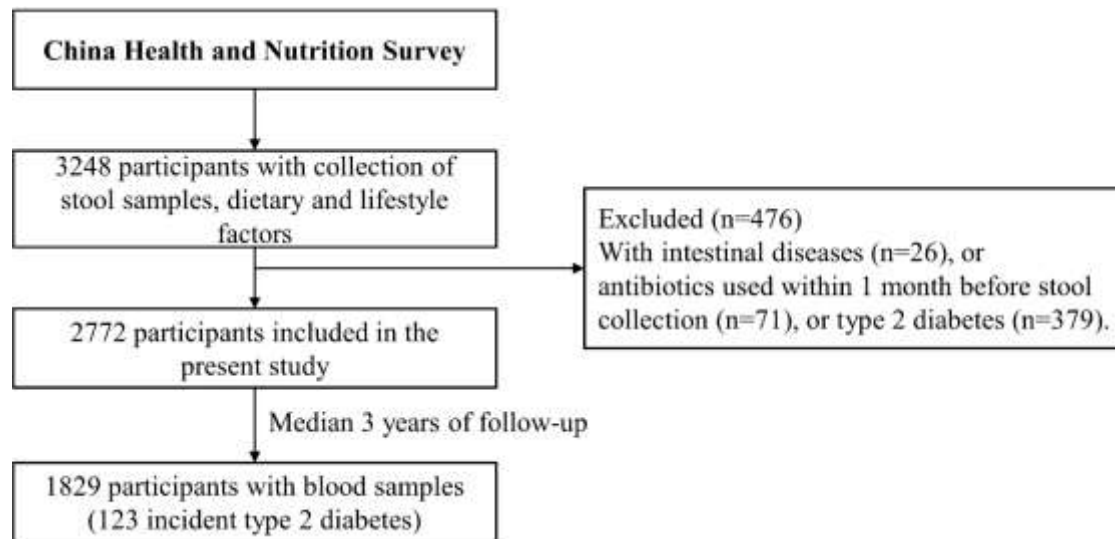 China Health and Nutrition Survey
3248 participants with collection of
stool samples, dietary and lifestyle
factors
Excluded (n=476)
With intestinal diseases (n=26), or
antibiotics used within 1 month before stool
collection (n=71), or type 2 diabetes (n=379).
2772 participants included in the
present study
Median 3 years of follow-up
1829 participants with blood samples
(123 incident type 2 diabetes)